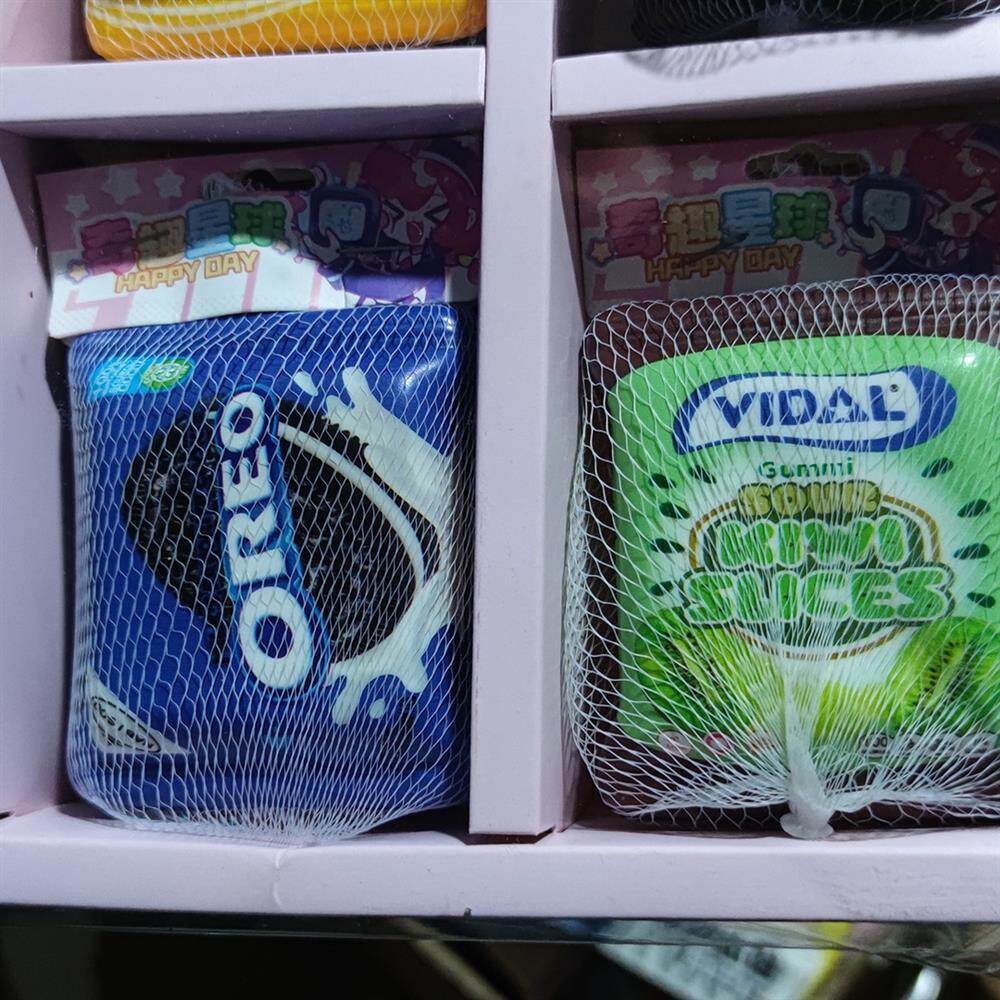 奇趣星球
HAPPY DAY
OREO
奇趣星球
HAPPY DAY
VIDAL
Gummi
SOUR
KIWI
SLICES